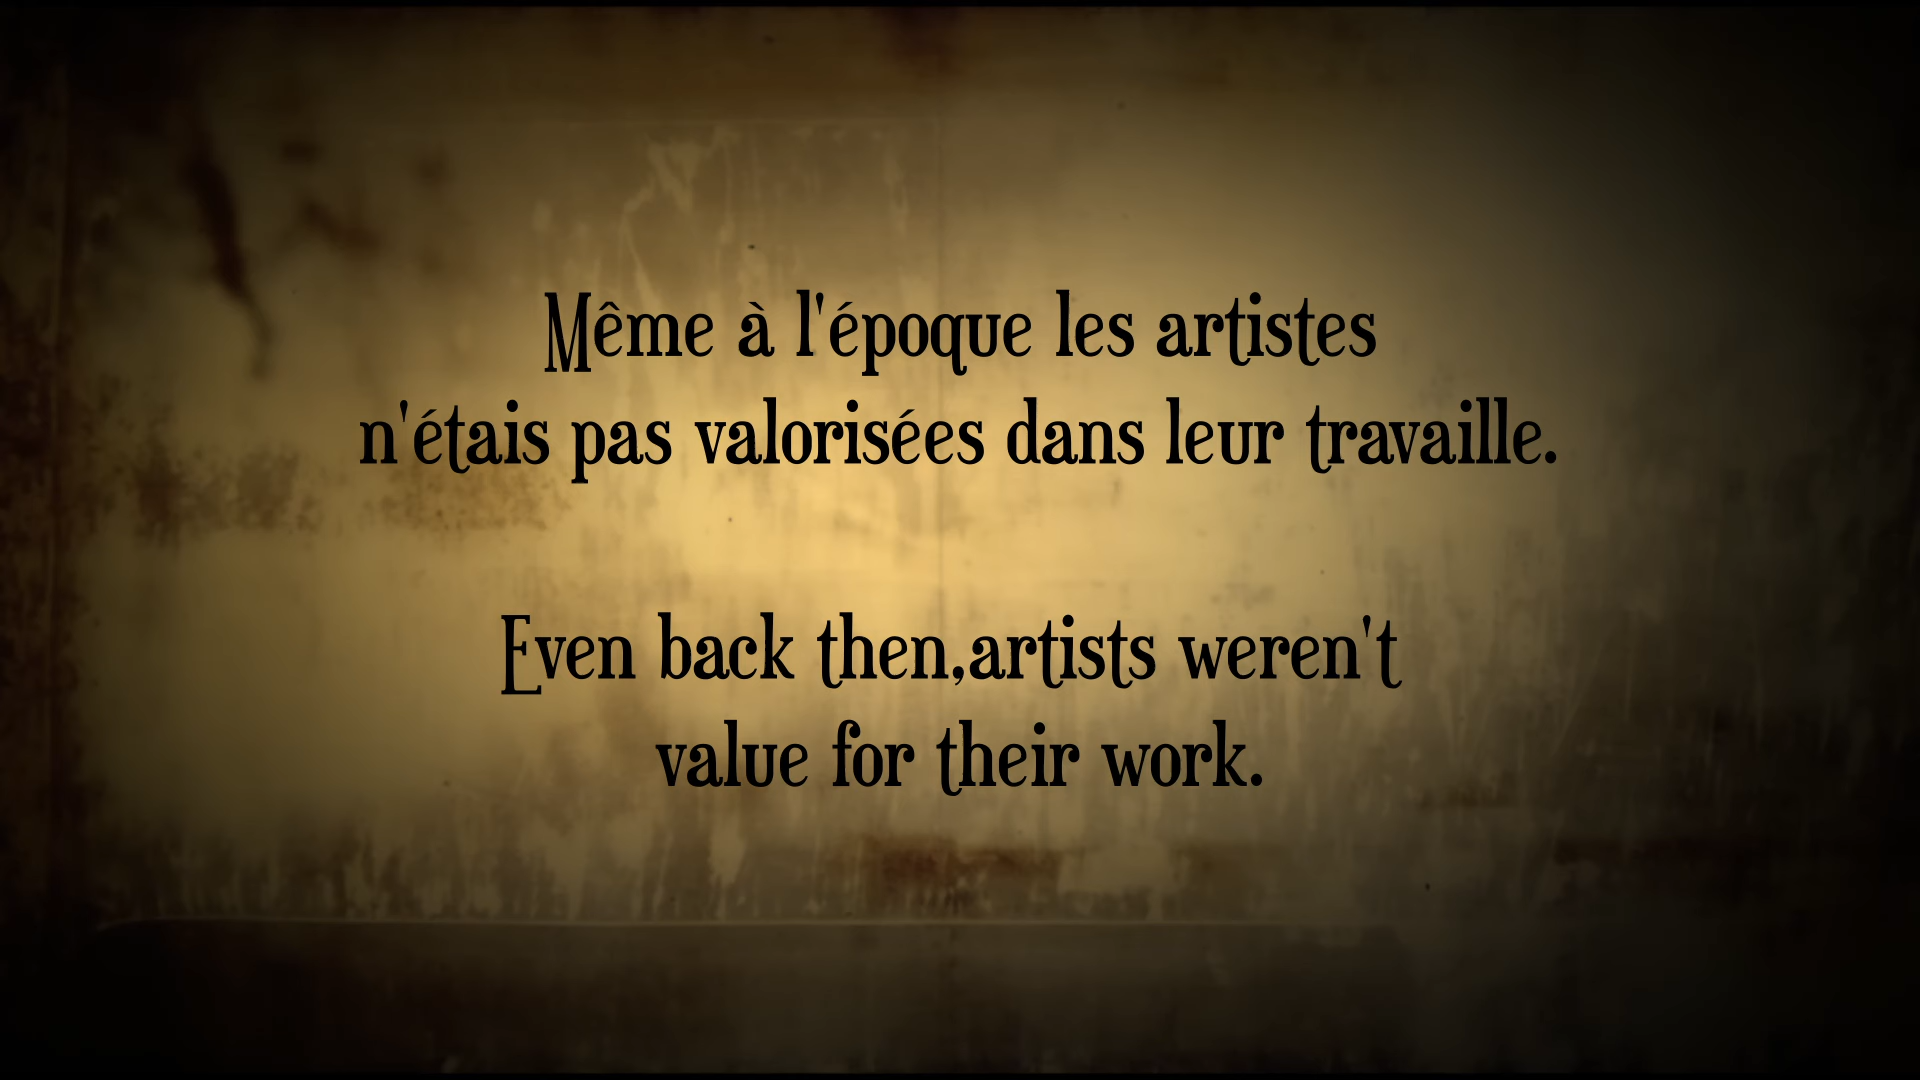 Même à l'époque les artistes
n'étais pas valorisées dans leur travaille.
Even back then,artists weren't
value for their work.